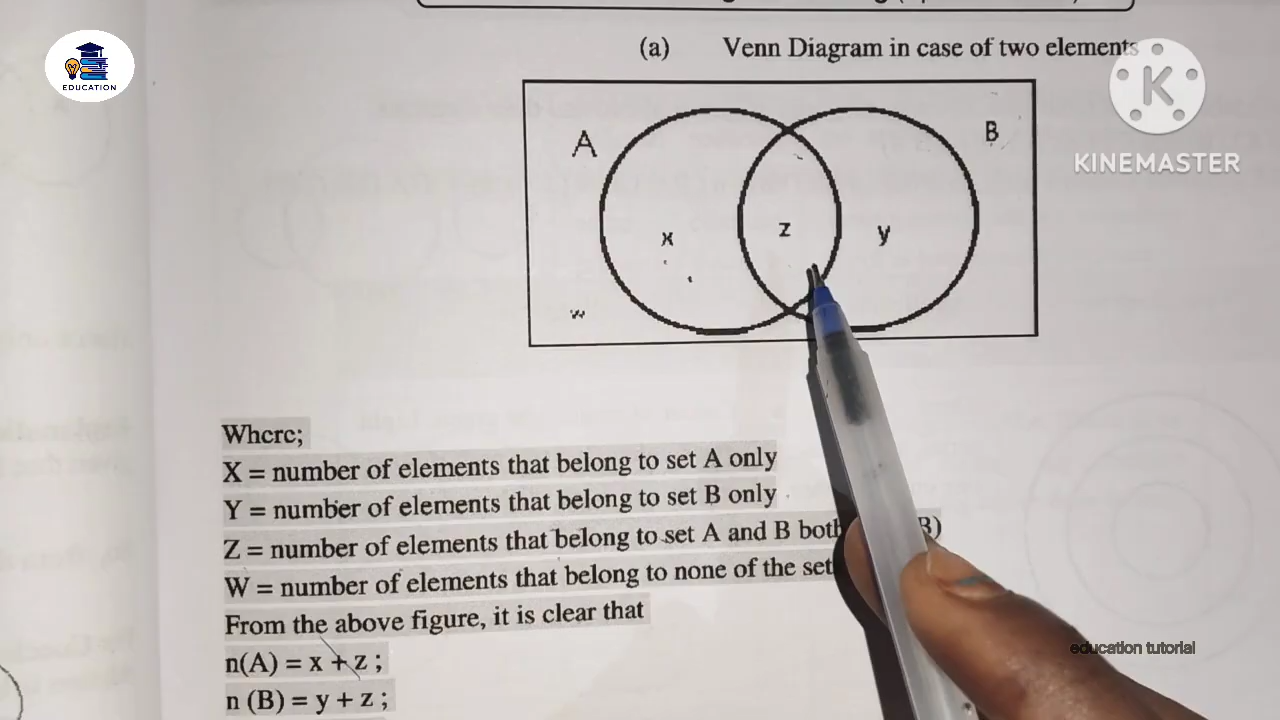 EDUCATION
(a) Venn Diagram in case of two elements
K
KINEMASTER
A
B
x
z
y
w
Where;
X = number of elements that belong to set A only
Y = number of elements that belong to set B only
Z = number of elements that belong to set A and B both B)
W = number of elements that belong to none of the set
From the above figure, it is clear that
n(A) = x + z ;
n (B) = y + z ;
education tutorial